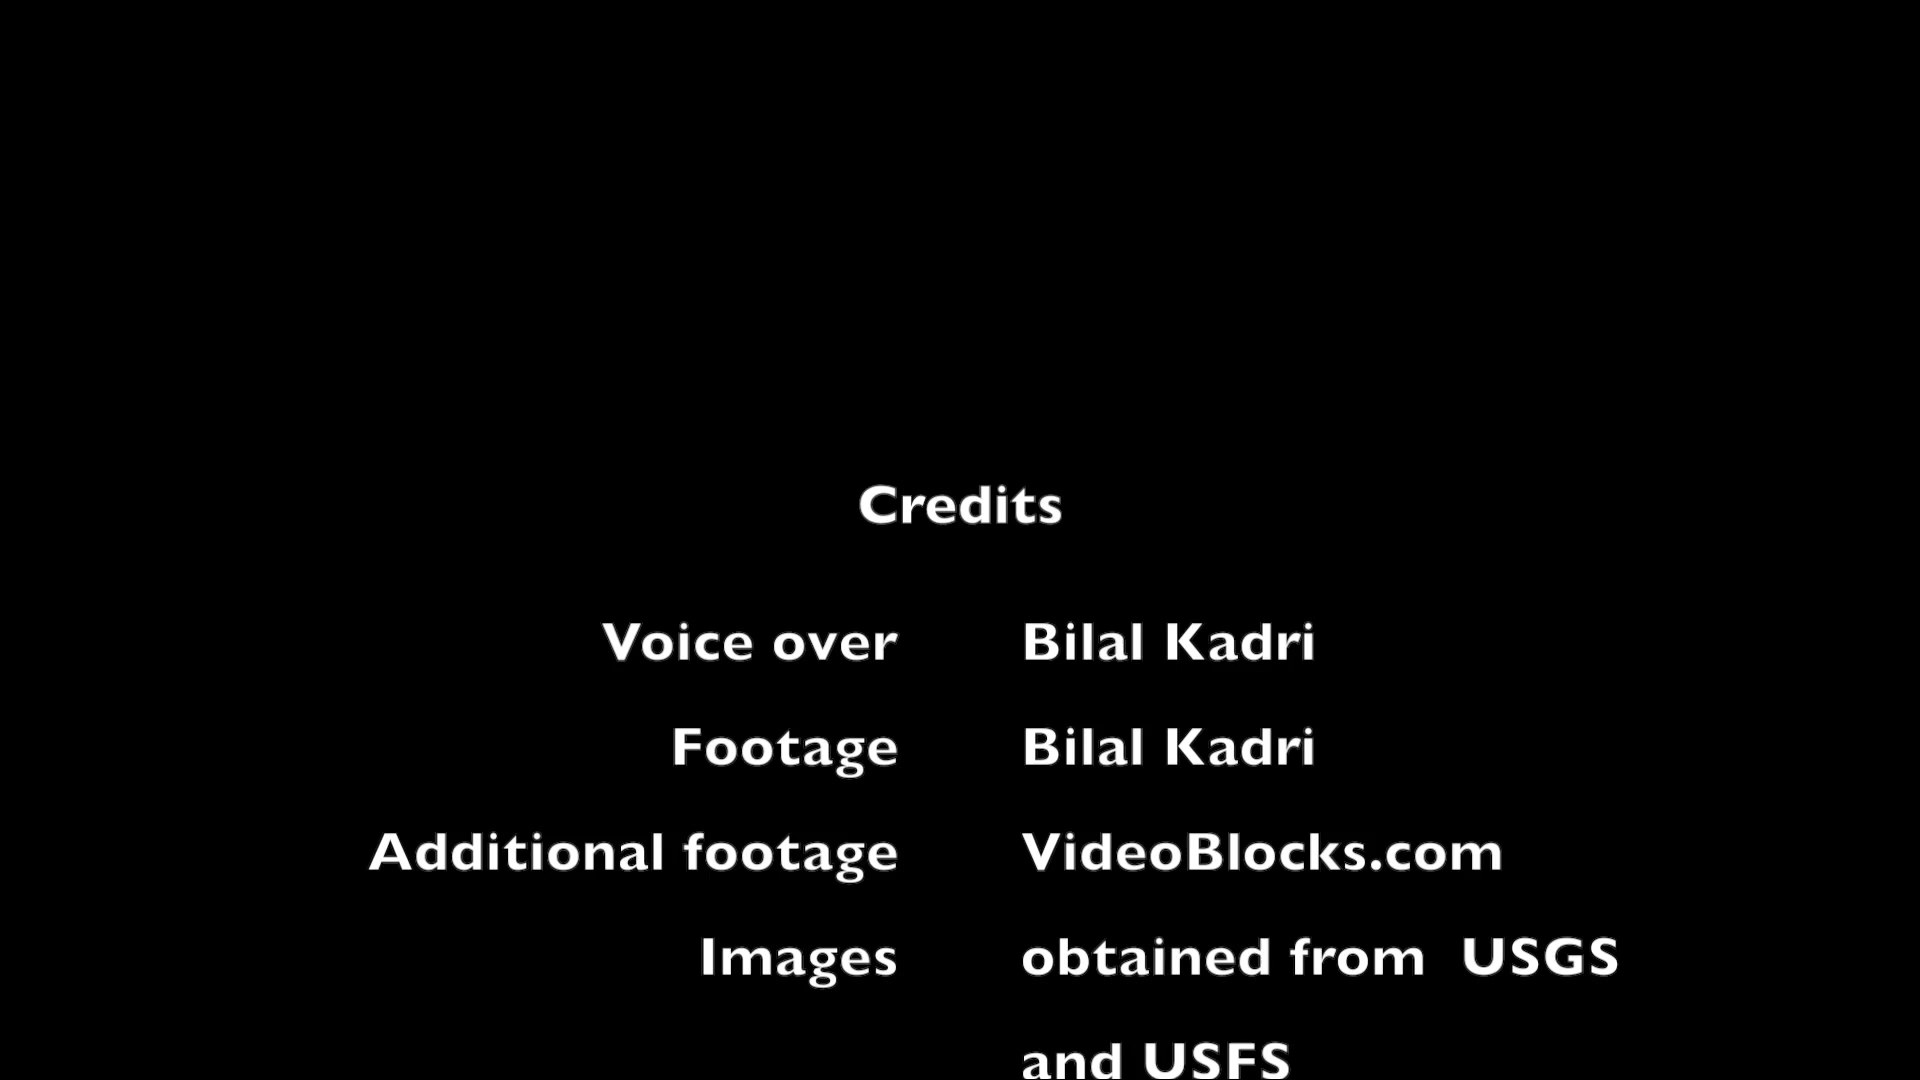 Credits
Voice over Bilal Kadri
Footage Bilal Kadri
Additional footage VideoBlocks.com
Images obtained from  USGS
and USFS